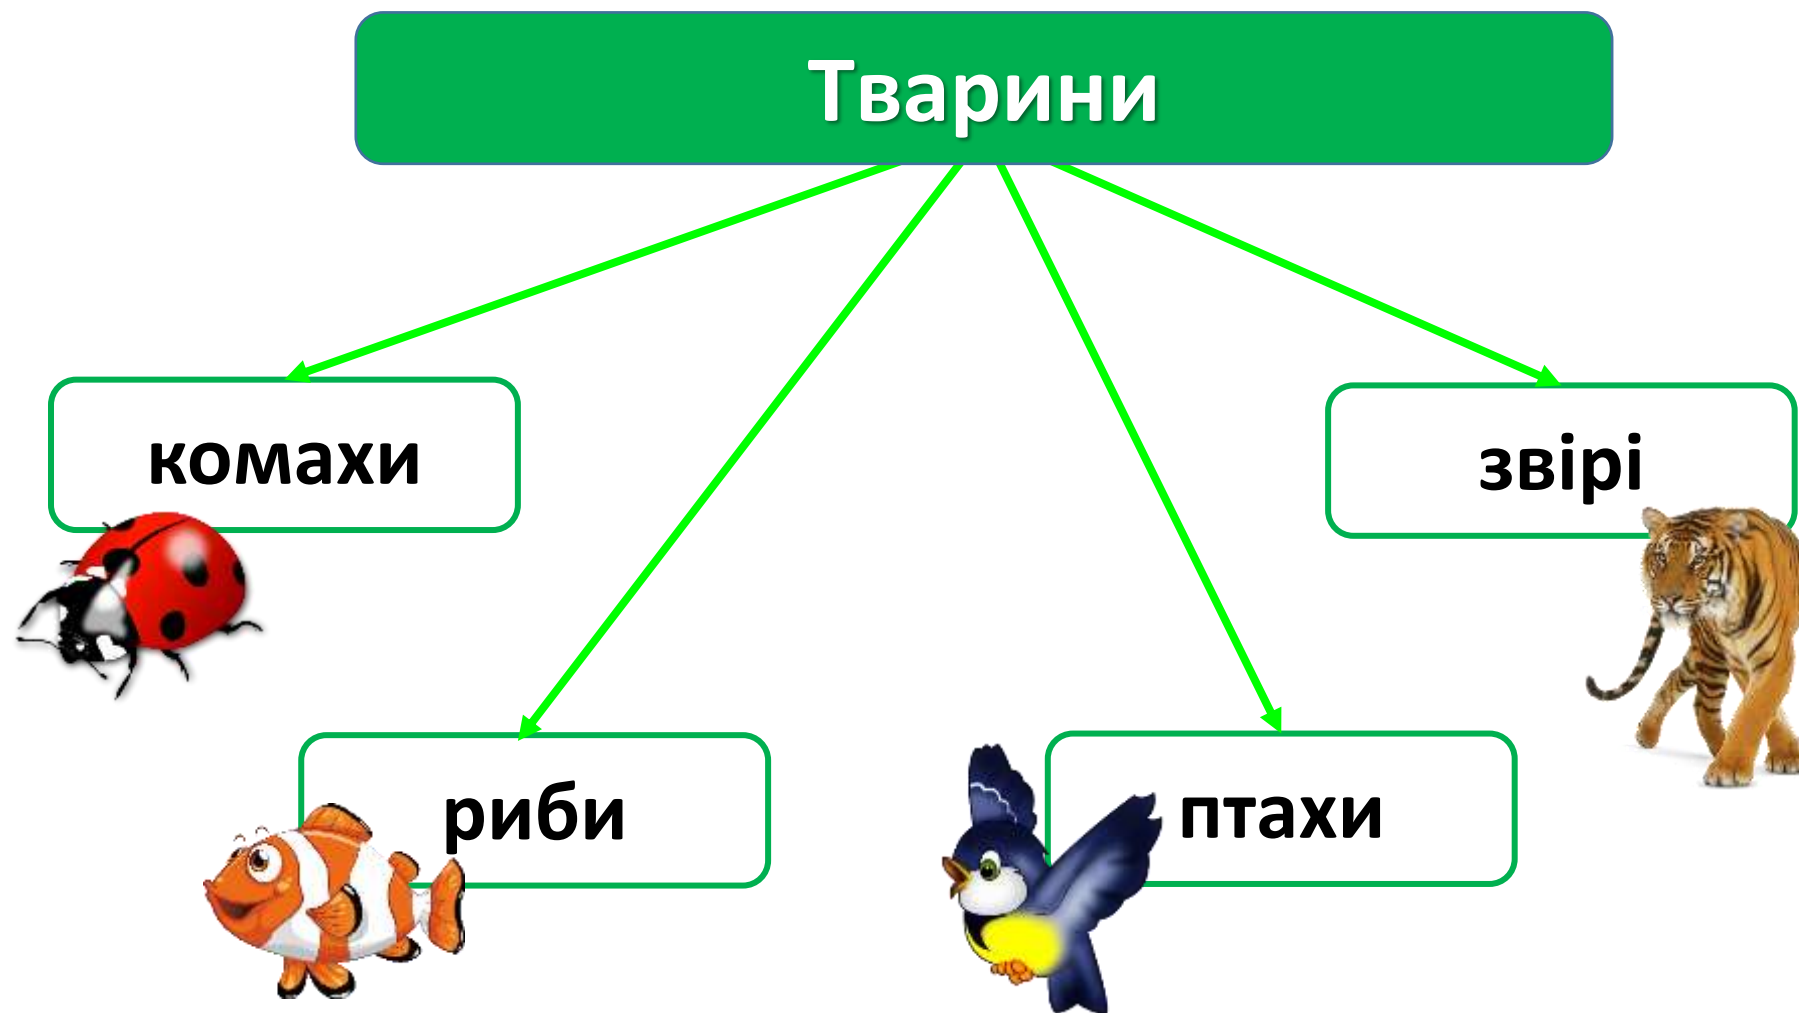 Тварини
комахи
звірі
риби
птахи